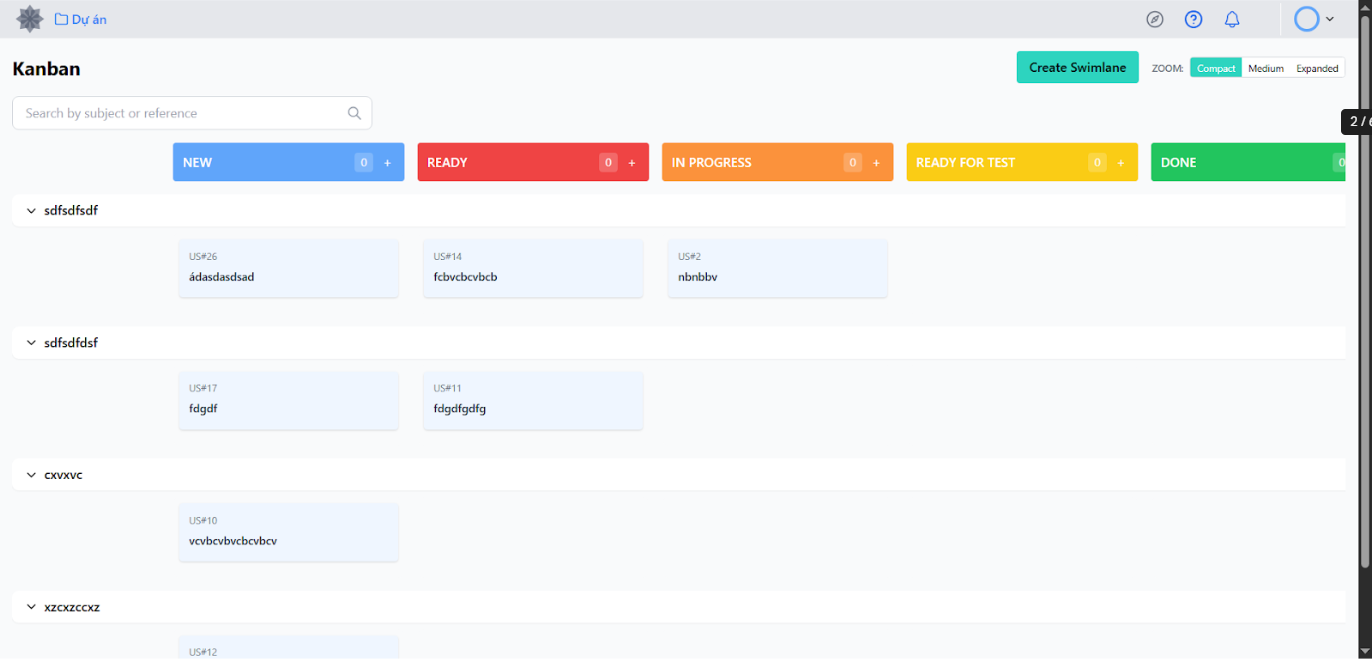 Dự án
Kanban
Create Swimlane
ZOOM: Compact Medium Expanded
Search by subject or reference
2 / 6
NEW 0 +
READY 0 +
IN PROGRESS 0 +
READY FOR TEST 0 +
DONE 0
sdfsdfsdf
US#26
ádasdasdsad
US#14
fcbvcbcvbcb
US#2
nbnbbv
sdfsdfdsf
US#17
fdgdf
US#11
fdgdfgdfg
cxvxvc
US#10
vcvbcvbvcbcvbcv
xzcxzccxz
US#12